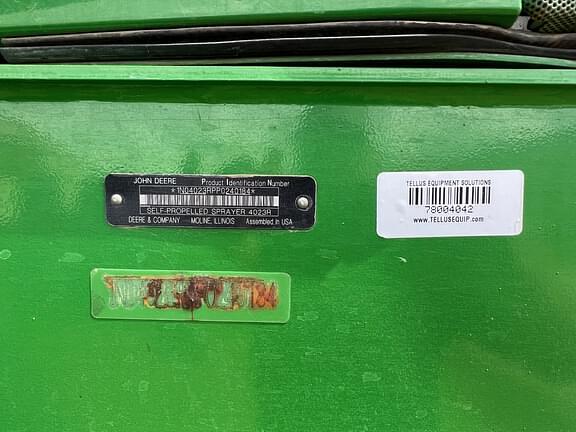 JOHN DEERE Product Identification Number
*1N04023RPP0240184*
SELF-PROPELLED SPRAYER 4023R
DEERE & COMPANY MOLINE, ILLINOIS Assembled in USA
TELLUS EQUIPMENT SOLUTIONS
78004042
www.TELLUSEQUIP.com